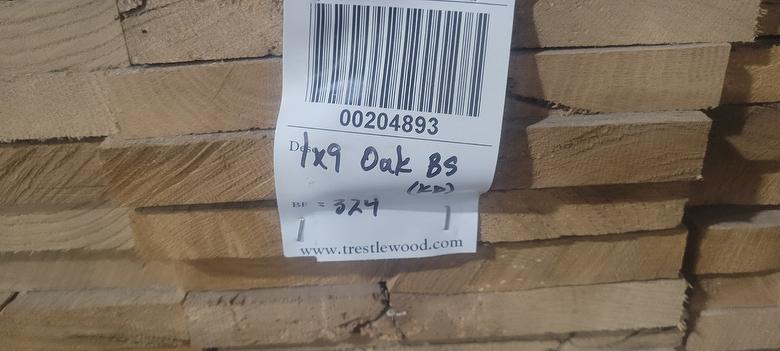 00204893
Desc 1x9 Oak BS
(KD)
BF = 324
www.trestlewood.com